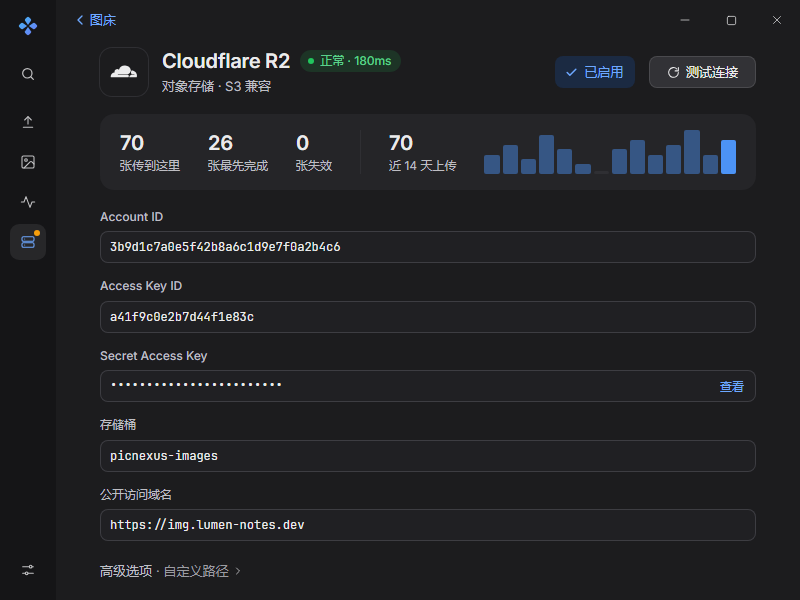 图床
Cloudflare R2
正常 · 180ms
对象存储 · S3 兼容
已启用
测试连接
70
张传到这里
26
张最先完成
0
张失效
70
近 14 天上传
Account ID
3b9d1c7a0e5f42b8a6c1d9e7f0a2b4c6
Access Key ID
a41f9c0e2b7d44f1e83c
Secret Access Key
••••••••••••••••••••••••
查看
存储桶
picnexus-images
公开访问域名
https://img.lumen-notes.dev
高级选项 · 自定义路径